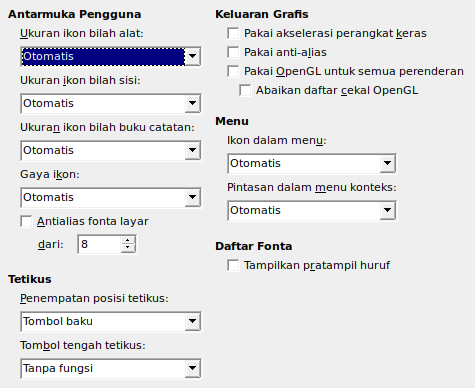 Antarmuka Pengguna
Ukuran ikon bilah alat:
Otomatis
Ukuran ikon bilah sisi:
Otomatis
Ukuran ikon bilah buku catatan:
Otomatis
Gaya ikon:
Otomatis
Antialias fonta layar
dari: 8
Tetikus
Penempatan posisi tetikus:
Tombol baku
Tombol tengah tetikus:
Tanpa fungsi
Keluaran Grafis
Pakai akselerasi perangkat keras
Pakai anti-alias
Pakai OpenGL untuk semua perenderan
Abaikan daftar cekal OpenGL
Menu
Ikon dalam menu:
Otomatis
Pintasan dalam menu konteks:
Otomatis
Daftar Fonta
Tampilkan pratampil huruf